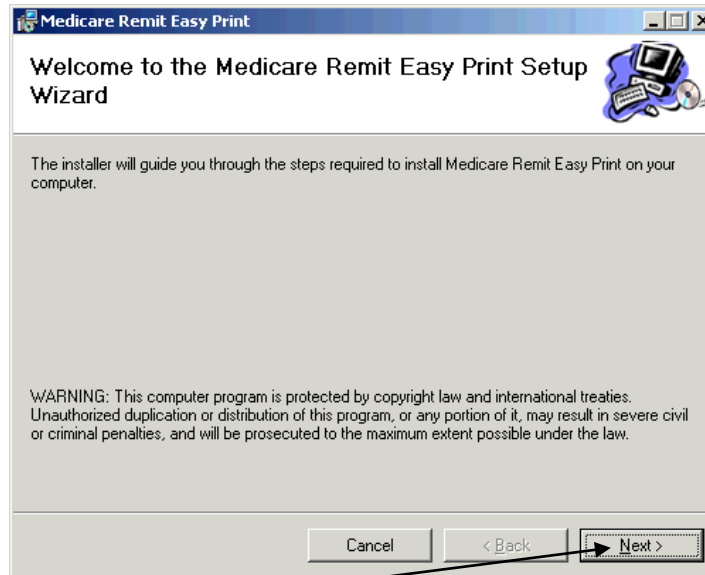 Medicare Remit Easy Print
Welcome to the Medicare Remit Easy Print Setup
Wizard
The installer will guide you through the steps required to install Medicare Remit Easy Print on your
computer.
WARNING: This computer program is protected by copyright law and international treaties.
Unauthorized duplication or distribution of this program, or any portion of it, may result in severe civil
or criminal penalties, and will be prosecuted to the maximum extent possible under the law.
Cancel < Back Next >